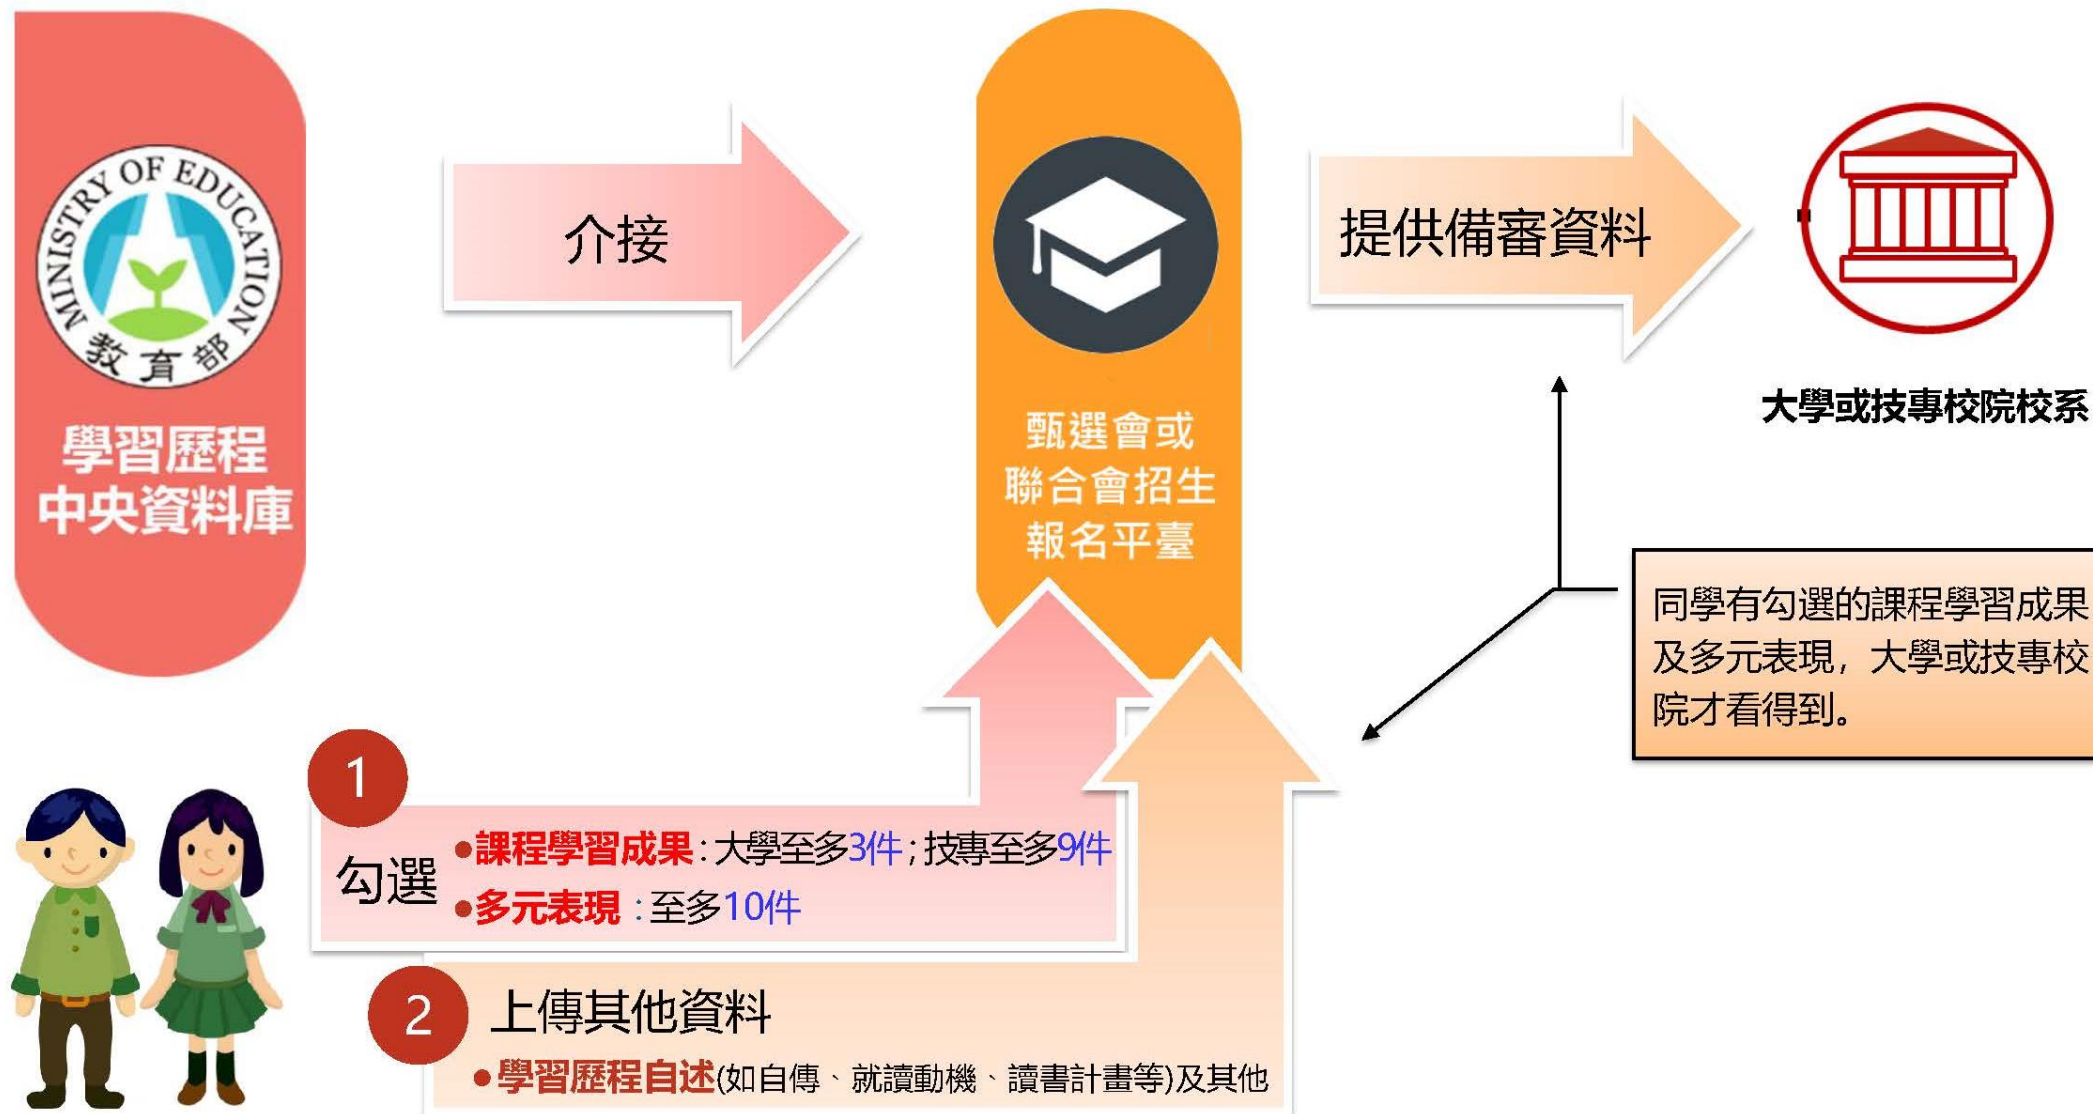 MINISTRY OF EDUCATION
教育部
學習歷程
中央資料庫
介接
甄選會或
聯合會招生
報名平臺
提供備審資料
大學或技專校院校系
同學有勾選的課程學習成果
及多元表現，大學或技專校
院才看得到。
1
勾選
•課程學習成果：大學至多3件；技專至多9件
•多元表現：至多10件
2
上傳其他資料
•學習歷程自述(如自傳、就讀動機、讀書計畫等)及其他